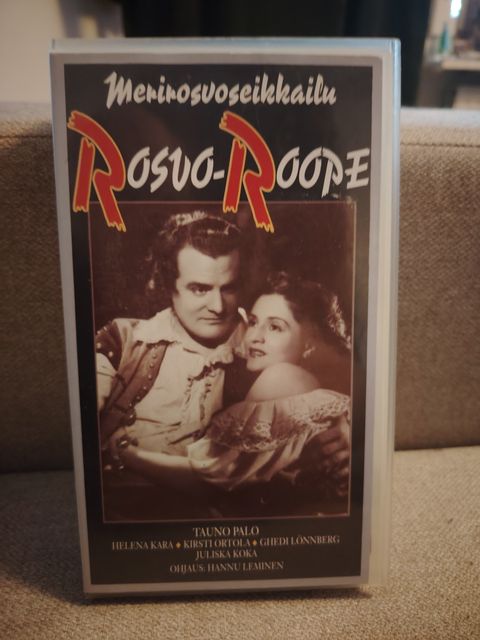 Merirosvoseikkailu
ROSVO-ROOPE
TAUNO PALO
HELENA KARA ♦ KIRSTI ORTOLA ♦ GHEDI LÖNNBERG
JULISKA KOKA
OHJAUS: HANNU LEMINEN